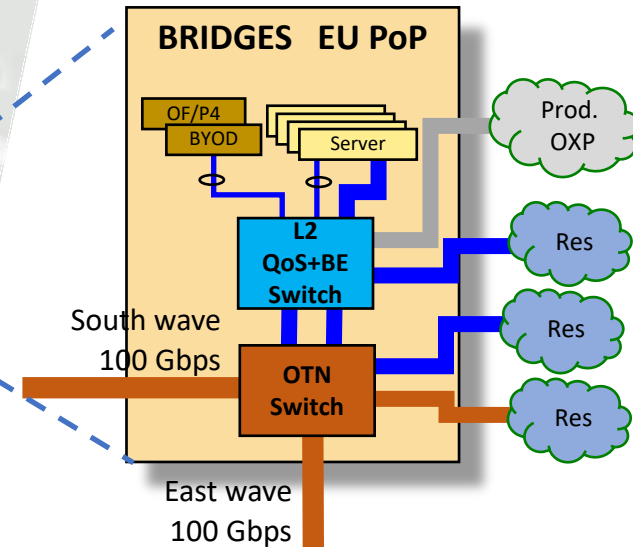 BRIDGES EU PoP
OF/P4
BYOD
Server
Prod.
OXP
L2
QoS+BE
Switch
Res
Res
South wave
100 Gbps
OTN
Switch
Res
East wave
100 Gbps